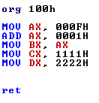 org 100h
MOV AX, 000FH
ADD AX, 0001H
MOV BX, AX
MOV CX, 1111H
MOV DX, 2222H
ret